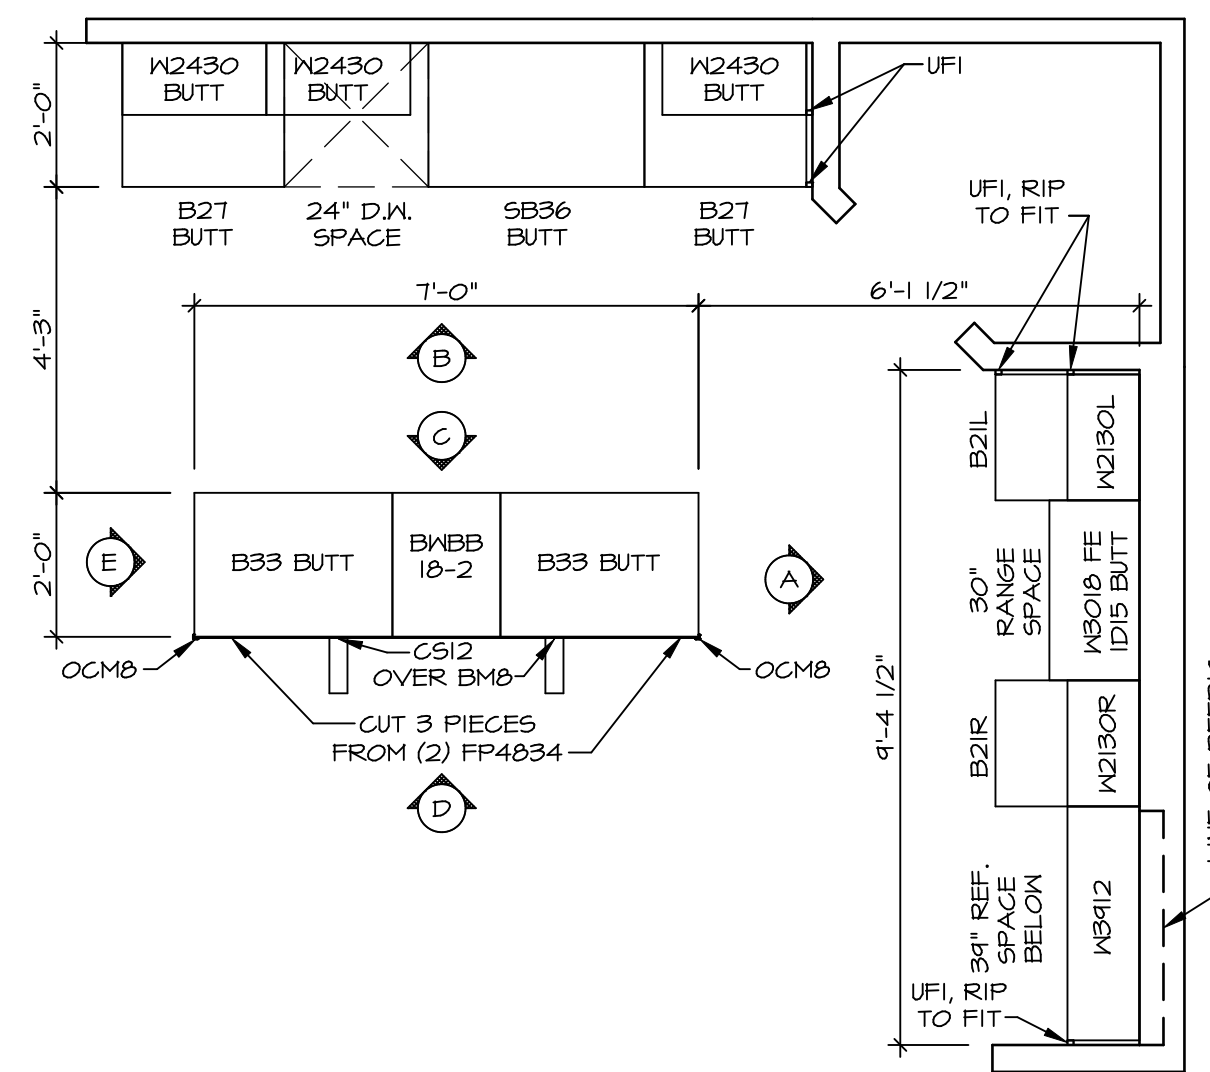 W2430
BUTT
W2430
BUTT
W2430
BUTT
UFI
2'-0"
B27
BUTT
24" D.W.
SPACE
SB36
BUTT
B27
BUTT
UFI, RIP
TO FIT
7'-0"
6'-1 1/2"
4'-3"
B
C
B21L
W2130L
E
B33 BUTT
BWBB
18-2
B33 BUTT
A
2'-0"
30"
RANGE
SPACE
W3018 FE
1D15 BUTT
OCM8
CS12
OVER BM8
OCM8
CUT 3 PIECES
FROM (2) FP4834
9'-4 1/2"
B21R
W2130R
D
39" REF.
SPACE
BELOW
W3912
UFI, RIP
TO FIT